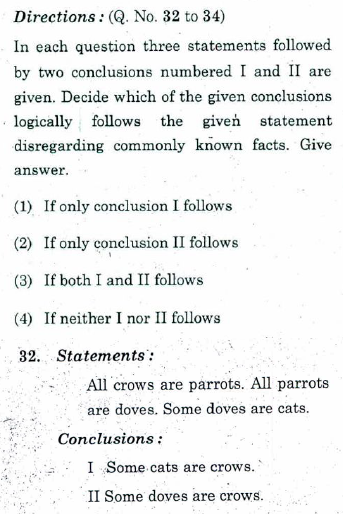 Directions : (Q. No. 32 to 34)
In each question three statements followed
by two conclusions numbered I and II are
given. Decide which of the given conclusions
logically follows the given statement
disregarding commonly known facts. Give
answer.
(1) If only conclusion I follows
(2) If only conclusion II follows
(3) If both I and II follows
(4) If neither I nor II follows
32. Statements :
All crows are parrots. All parrots
are doves. Some doves are cats.
Conclusions :
I Some cats are crows.
II Some doves are crows.